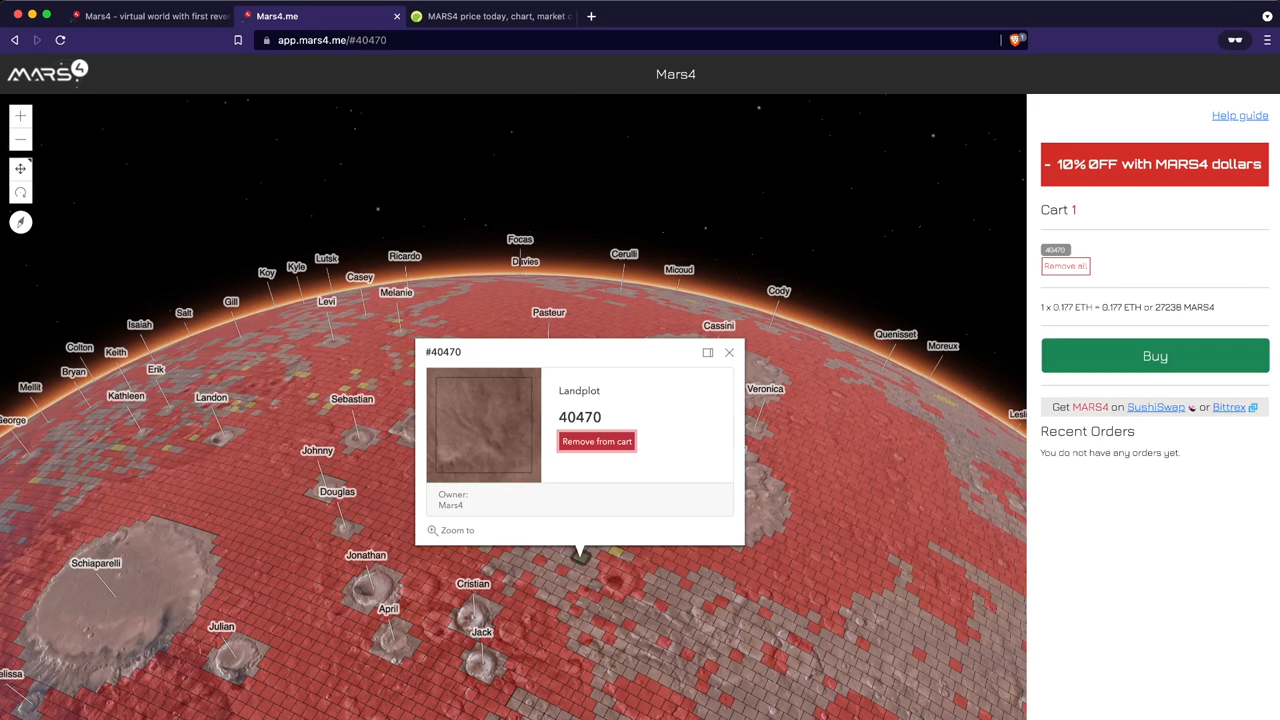 Mars4 - virtual world with first reve
Mars4.me
MARS4 price today, chart, market c
app.mars4.me/#40470
1
MARS4
Mars4
Help guide
- 10% OFF with MARS4 dollars
Cart 1
40470
Remove all
1 x 0.177 ETH = 0.177 ETH or 27238 MARS4
Buy
Get MARS4 on SushiSwap or Bittrex
Recent Orders
You do not have any orders yet.
Focas
Davies
Ricardo
Cerulli
Lutsk
Kyle
Koy
Casey
Micoud
Melanie
Cody
Levi
Gill
Salt
Pasteur
Isaiah
Cassini
Quenisset
Moreux
Colton
Keith
Bryan
Erik
Mellit
Kathleen
Landon
Sebastian
Veronica
George
Lesli
Johnny
Douglas
Jonathan
Schiaparelli
Cristian
April
Julian
Jack
elissa
#40470
Landplot
40470
Remove from cart
Owner:
Mars4
Zoom to